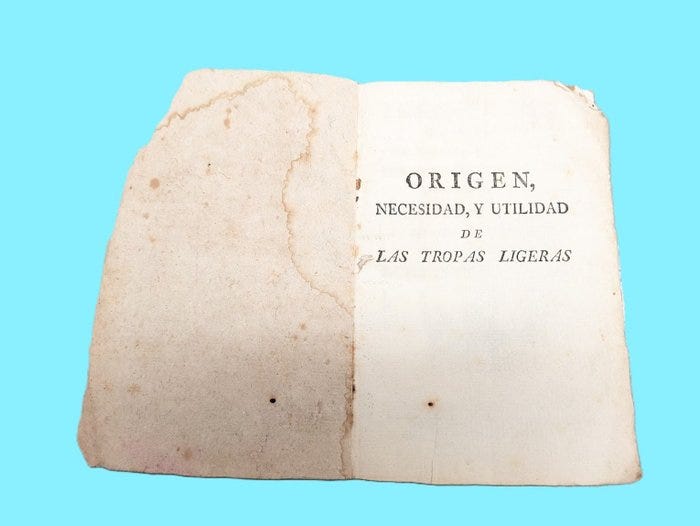 ORIGEN,
NECESIDAD, Y UTILIDAD
DE
LAS TROPAS LIGERAS